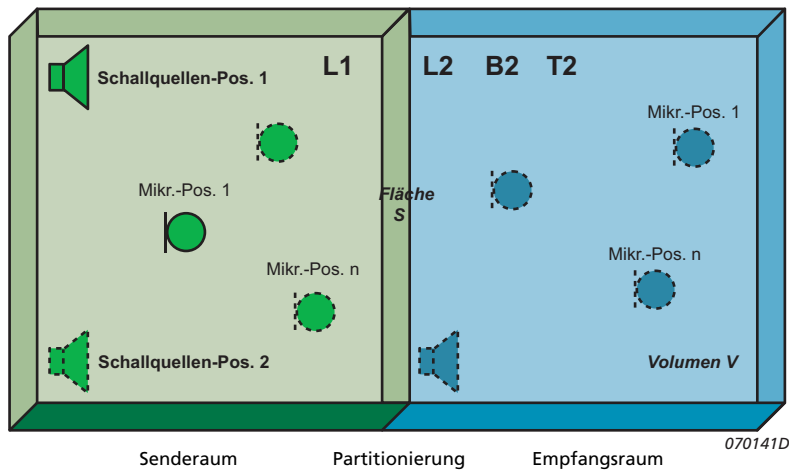 Schallquellen-Pos. 1
L1
L2 B2 T2
Mikr.-Pos. 1
Mikr.-Pos. 1
Fläche
S
Mikr.-Pos. n
Mikr.-Pos. n
Schallquellen-Pos. 2
Volumen V
070141D
Senderaum
Partitionierung
Empfangsraum